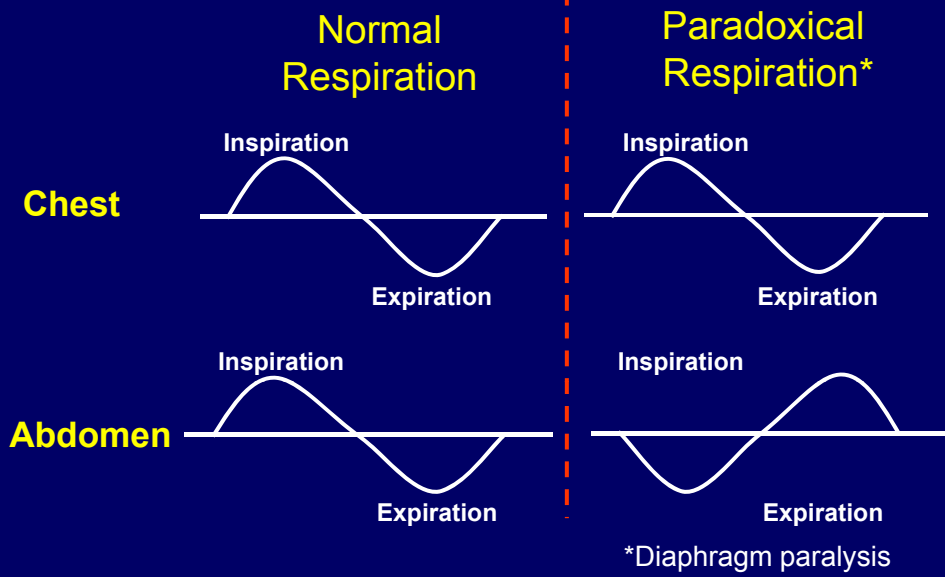 Normal
Respiration
Paradoxical
Respiration*
Chest
Inspiration
Expiration
Inspiration
Expiration
Abdomen
Inspiration
Expiration
Inspiration
Expiration
*Diaphragm paralysis